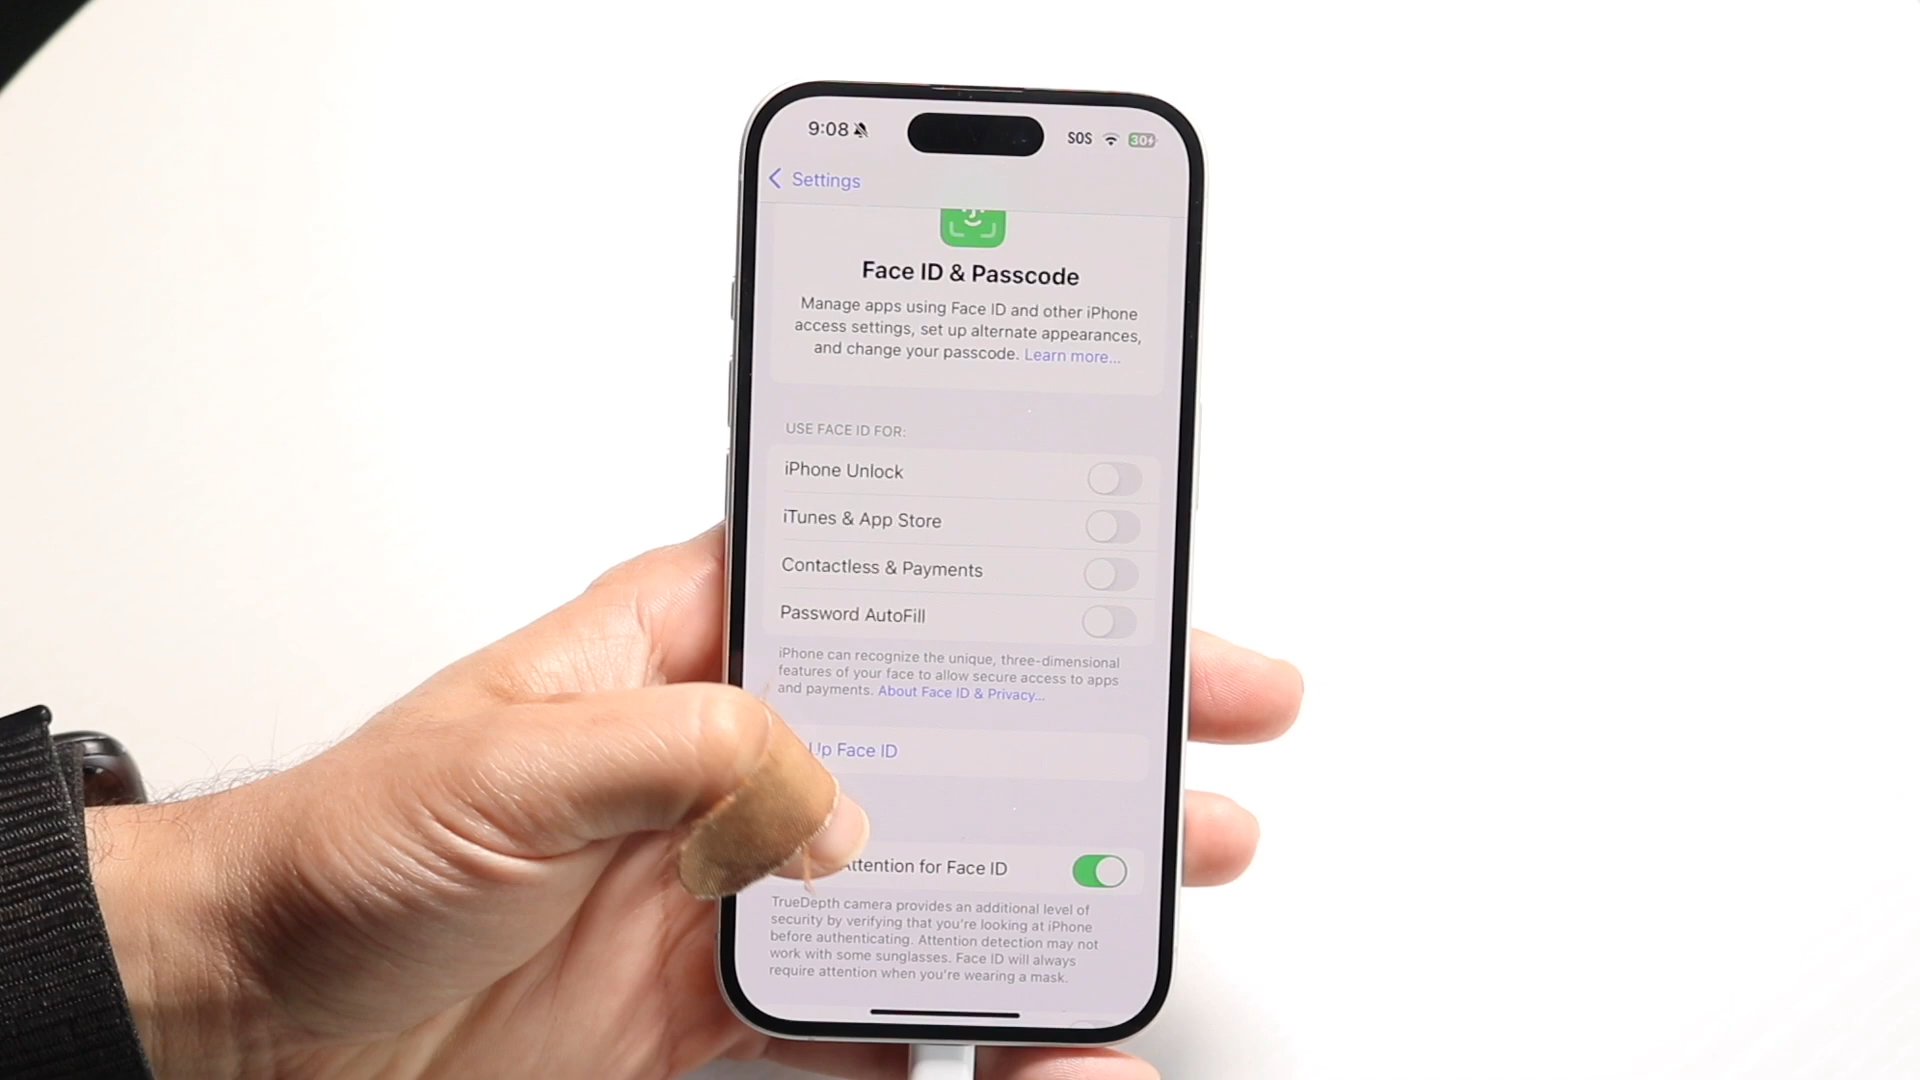 9:08 SOS 30
Settings
Face ID & Passcode
Manage apps using Face ID and other iPhone
access settings, set up alternate appearances,
and change your passcode. Learn more...
USE FACE ID FOR:
iPhone Unlock
iTunes & App Store
Contactless & Payments
Password AutoFill
iPhone can recognize the unique, three-dimensional
features of your face to allow secure access to apps
and payments. About Face ID & Privacy...
Up Face ID
Attention for Face ID
TrueDepth camera provides an additional level of
security by verifying that you're looking at iPhone
before authenticating. Attention detection may not
work with some sunglasses. Face ID will always
require attention when you're wearing a mask.